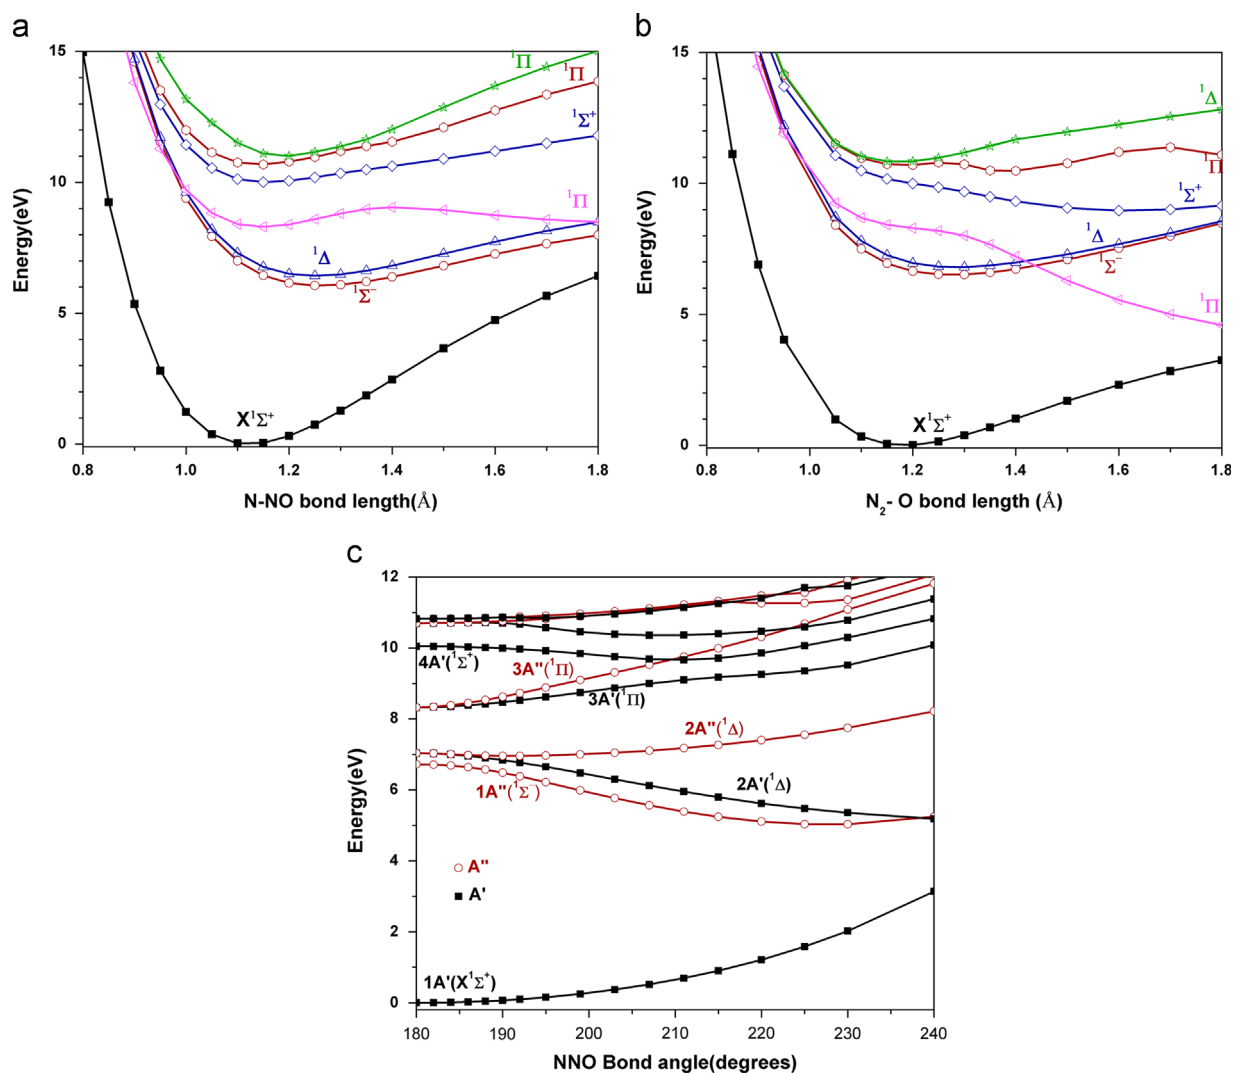 a
15
10
5
0
Energy(eV)
0.8 1.0 1.2 1.4 1.6 1.8
N-NO bond length(Å)
¹Π
¹Π
¹Σ⁺
¹Π
¹Δ
¹Σ⁻
X¹Σ⁺
b
15
10
5
0
Energy(eV)
0.8 1.0 1.2 1.4 1.6 1.8
N₂- O bond length (Å)
¹Δ
¹Π
¹Σ⁺
¹Δ
¹Σ⁻
¹Π
X¹Σ⁺
c
12
10
8
6
4
2
0
Energy(eV)
180 190 200 210 220 230 240
NNO Bond angle(degrees)
4A'(¹Σ⁺)
3A"(¹Π)
3A'(¹Π)
2A"(¹Δ)
2A'(¹Δ)
1A"(¹Σ⁻)
A"
A'
1A'(X¹Σ⁺)